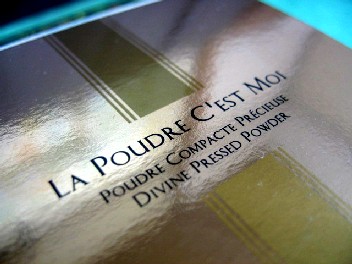 La Poudre C'est Moi
Poudre Compacte Précieuse
Divine Pressed Powder